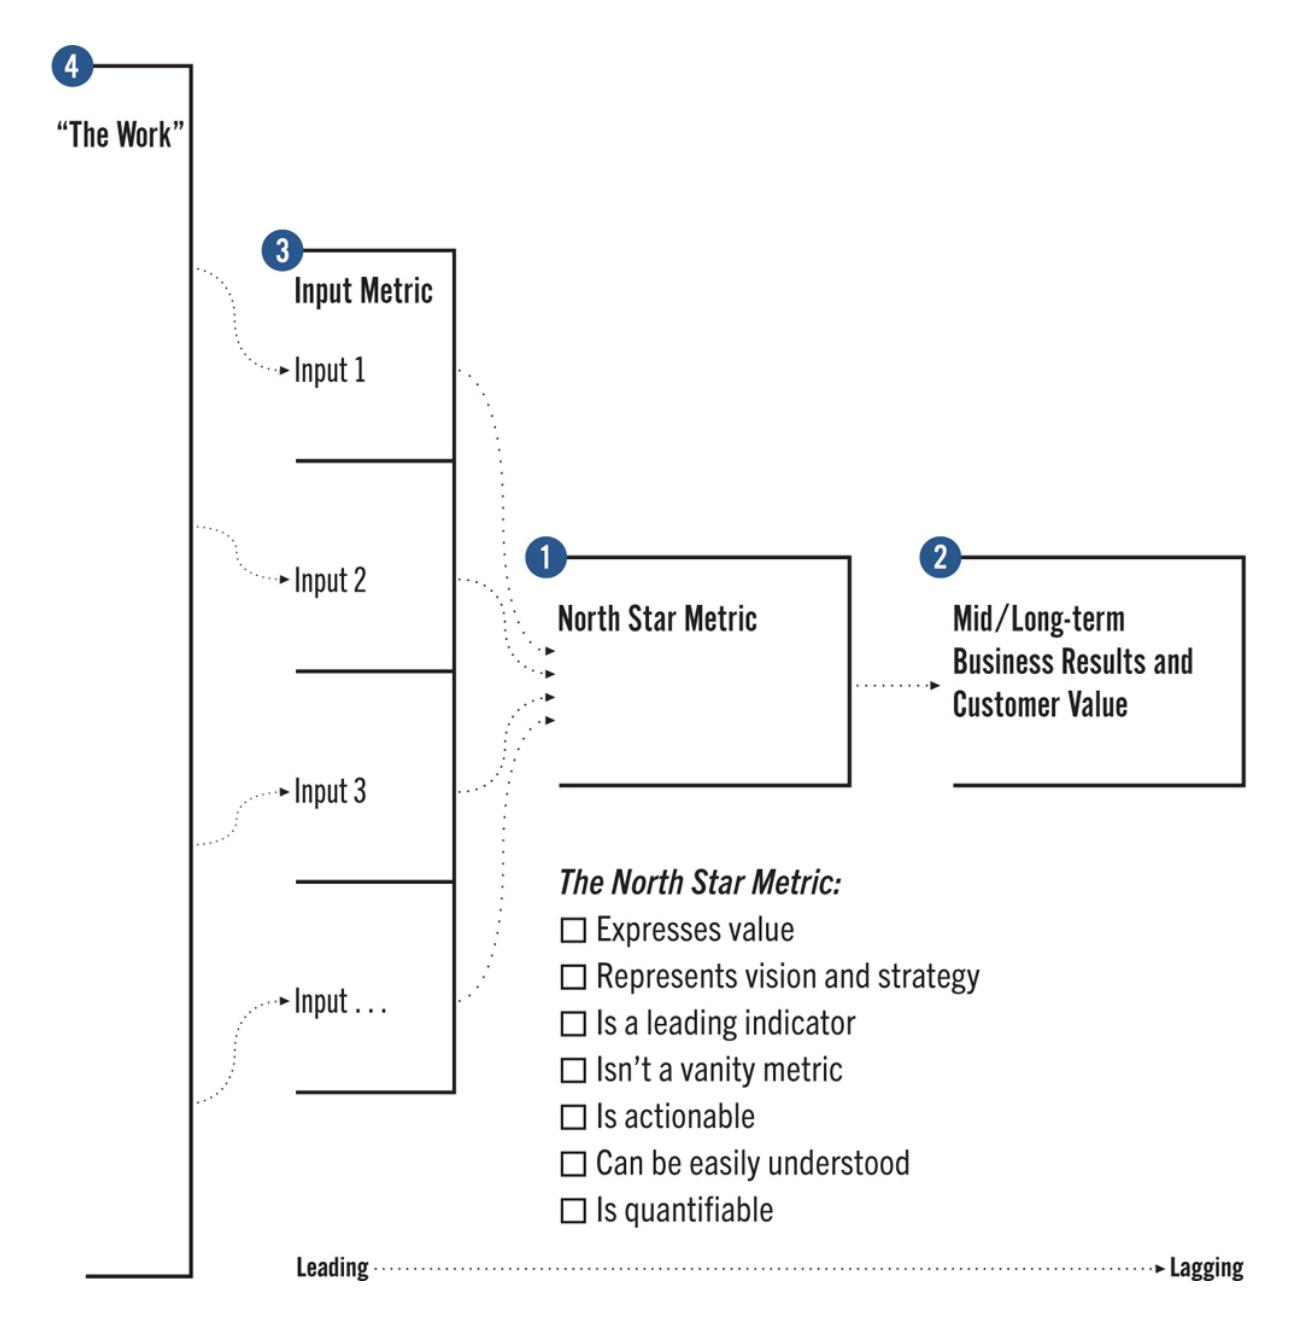 4
“The Work”
3
Input Metric
Input 1
Input 2
Input 3
Input . . .
1
North Star Metric
2
Mid/Long-term
Business Results and
Customer Value
The North Star Metric:
Expresses value
Represents vision and strategy
Is a leading indicator
Isn’t a vanity metric
Is actionable
Can be easily understood
Is quantifiable
Leading
Lagging